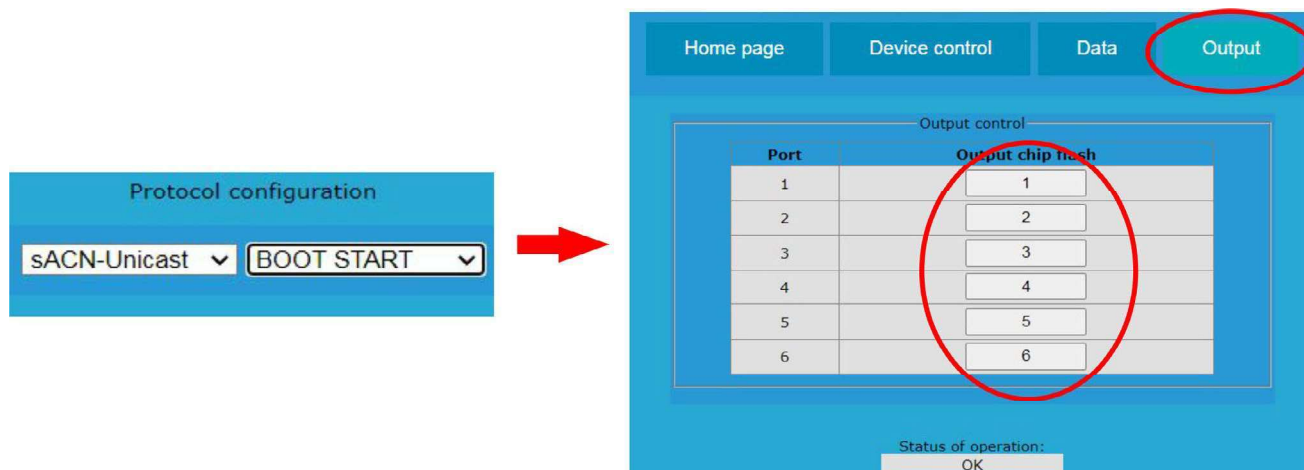 Protocol configuration
sACN-Unicast BOOT START
Home page Device control Data Output
Output control
Port Output chip flash
1 1
2 2
3 3
4 4
5 5
6 6
Status of operation:
OK